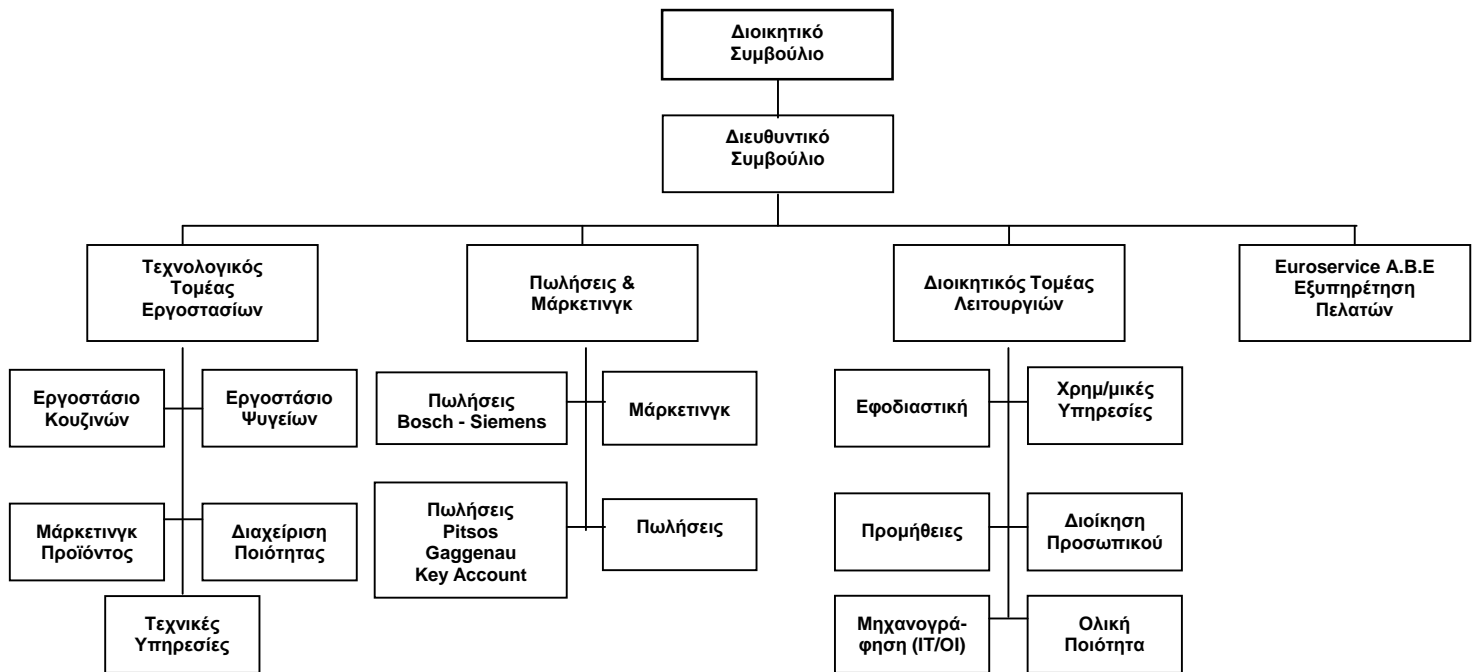 Διοικητικό
Συμβούλιο
Διευθυντικό
Συμβούλιο
Τεχνολογικός
Τομέας
Εργοστασίων
Πωλήσεις &
Μάρκετινγκ
Διοικητικός Τομέας
Λειτουργιών
Euroservice Α.Β.Ε
Εξυπηρέτηση
Πελατών
Εργοστάσιο
Κουζινών
Εργοστάσιο
Ψυγείων
Πωλήσεις
Bosch - Siemens
Μάρκετινγκ
Εφοδιαστική
Χρημ/μικές
Υπηρεσίες
Μάρκετινγκ
Προϊόντος
Διαχείριση
Ποιότητας
Πωλήσεις
Pitsos
Gaggenau
Key Account
Πωλήσεις
Προμήθειες
Διοίκηση
Προσωπικού
Τεχνικές
Υπηρεσίες
Μηχανογρά-
φηση (IT/OI)
Ολική
Ποιότητα